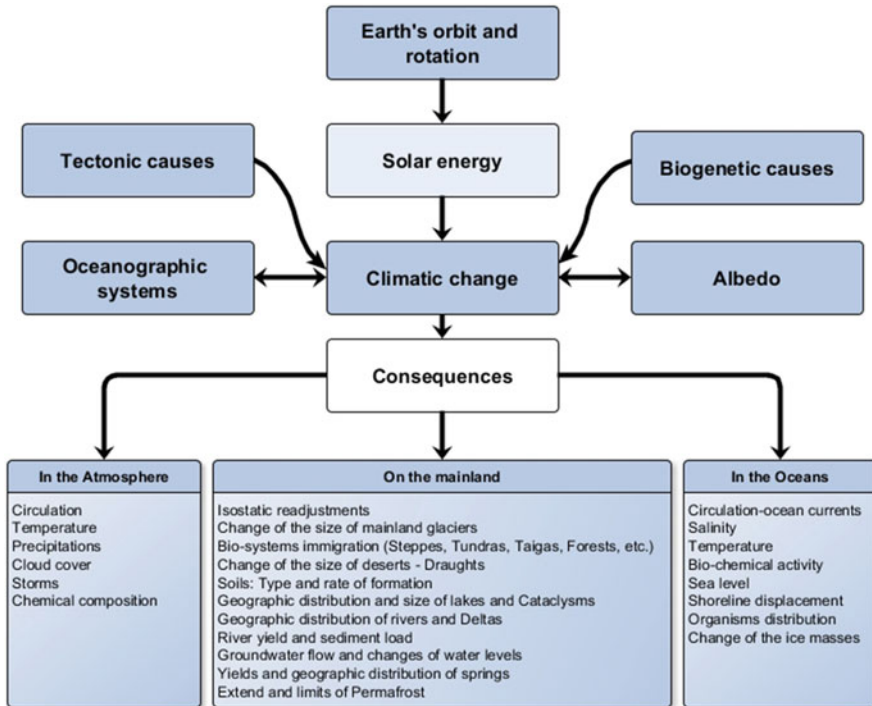 Earth's orbit and
rotation
Tectonic causes
Solar energy
Biogenetic causes
Oceanographic
systems
Climatic change
Albedo
Consequences
In the Atmosphere
Circulation
Temperature
Precipitations
Cloud cover
Storms
Chemical composition
On the mainland
Isostatic readjustments
Change of the size of mainland glaciers
Bio-systems immigration (Steppes, Tundras, Taigas, Forests, etc.)
Change of the size of deserts - Draughts
Soils: Type and rate of formation
Geographic distribution and size of lakes and Cataclysms
Geographic distribution of rivers and Deltas
River yield and sediment load
Groundwater flow and changes of water levels
Yields and geographic distribution of springs
Extend and limits of Permafrost
In the Oceans
Circulation-ocean currents
Salinity
Temperature
Bio-chemical activity
Sea level
Shoreline displacement
Organisms distribution
Change of the ice masses